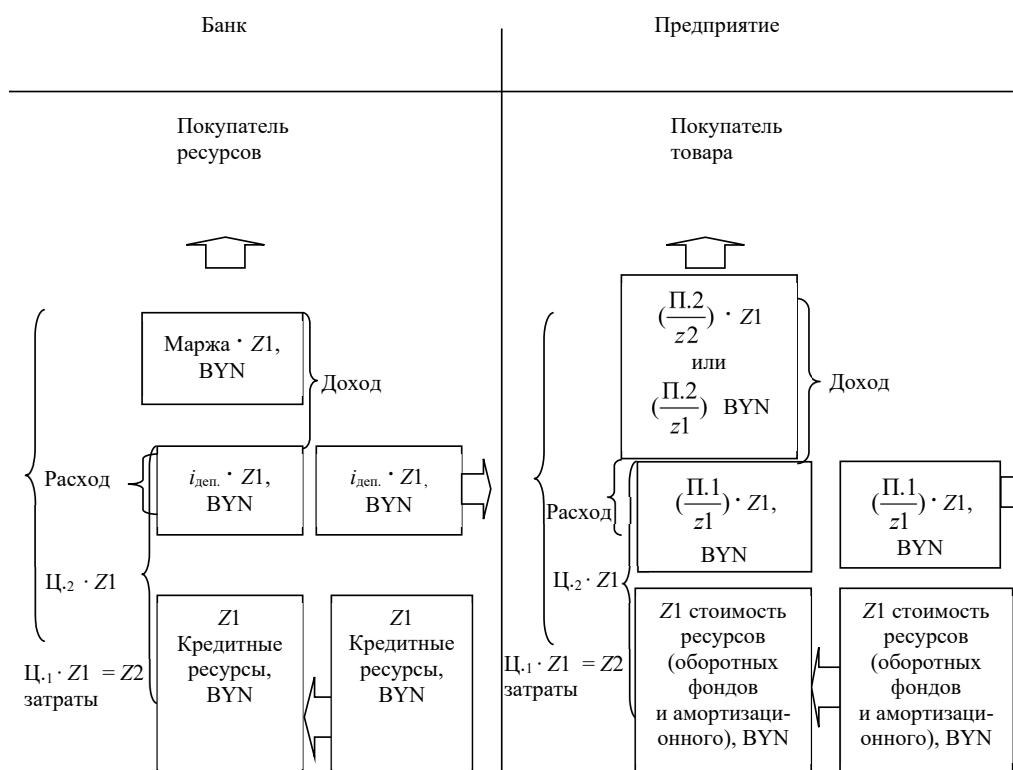 Банк
Предприятие
Покупатель
ресурсов
Маржа · Z1,
BYN
Доход
Расход
iдеп. · Z1,
BYN
iдеп. · Z1,
BYN
Ц.2 · Z1
Ц.1 · Z1 = Z2
затраты
Z1
Кредитные
ресурсы,
BYN
Z1
Кредитные
ресурсы,
BYN
Покупатель
товара
(П.2/z2) · Z1
или
(П.2/z1) BYN
Доход
Расход
(П.1/z1) · Z1,
BYN
(П.1/z1) · Z1,
BYN
Ц.2 · Z1
Ц.1 · Z1 = Z2
затраты
Z1 стоимость
ресурсов
(оборотных
фондов
и амортизаци-
онного), BYN
Z1 стоимость
ресурсов
(оборотных
фондов
и амортизаци-
онного), BYN